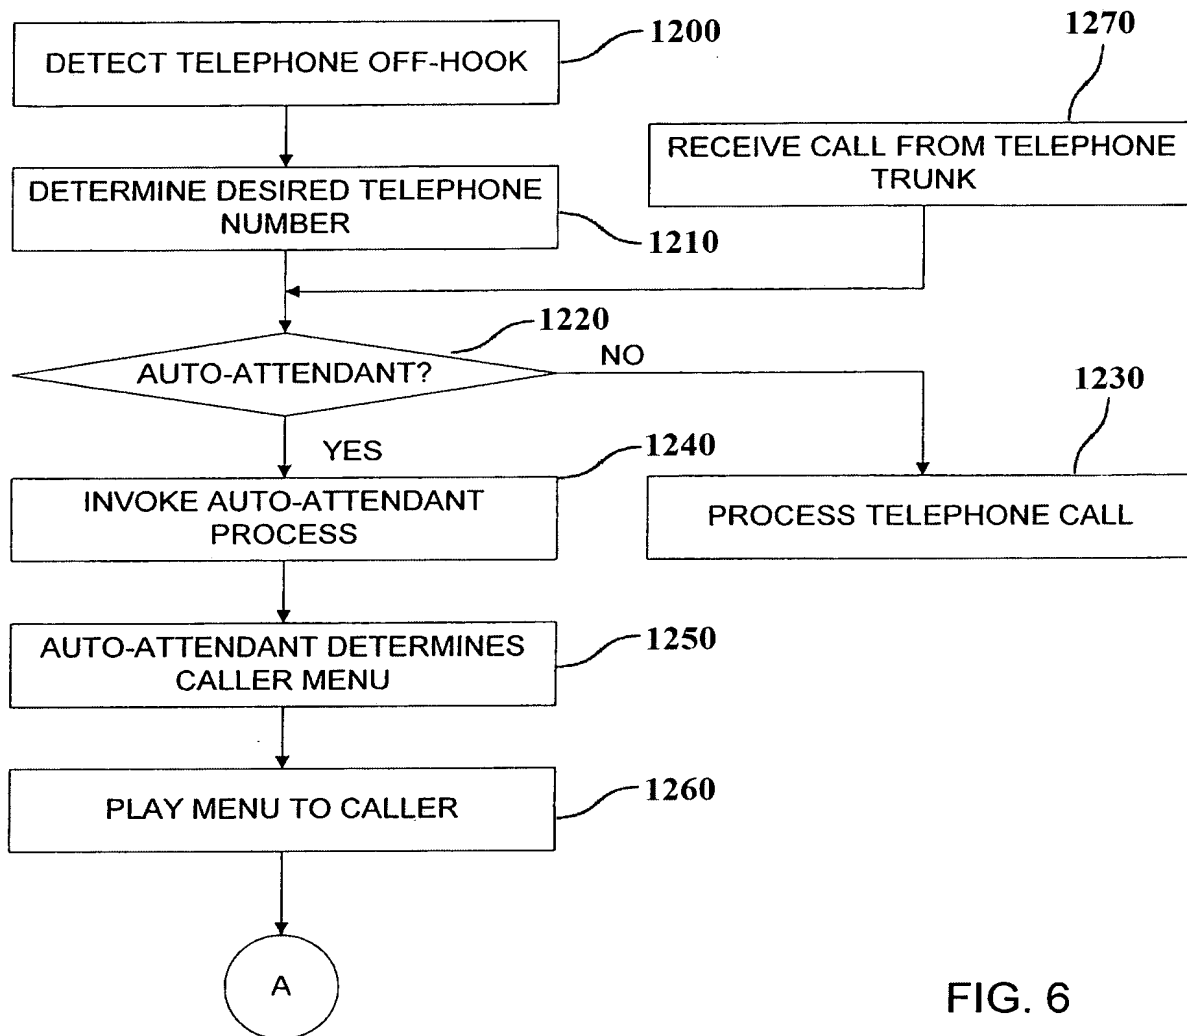 1200
DETECT TELEPHONE OFF-HOOK
1270
RECEIVE CALL FROM TELEPHONE
TRUNK
DETERMINE DESIRED TELEPHONE
NUMBER
1210
1220
AUTO-ATTENDANT?
NO
1230
YES
1240
INVOKE AUTO-ATTENDANT
PROCESS
PROCESS TELEPHONE CALL
AUTO-ATTENDANT DETERMINES
CALLER MENU
1250
PLAY MENU TO CALLER
1260
A
FIG. 6